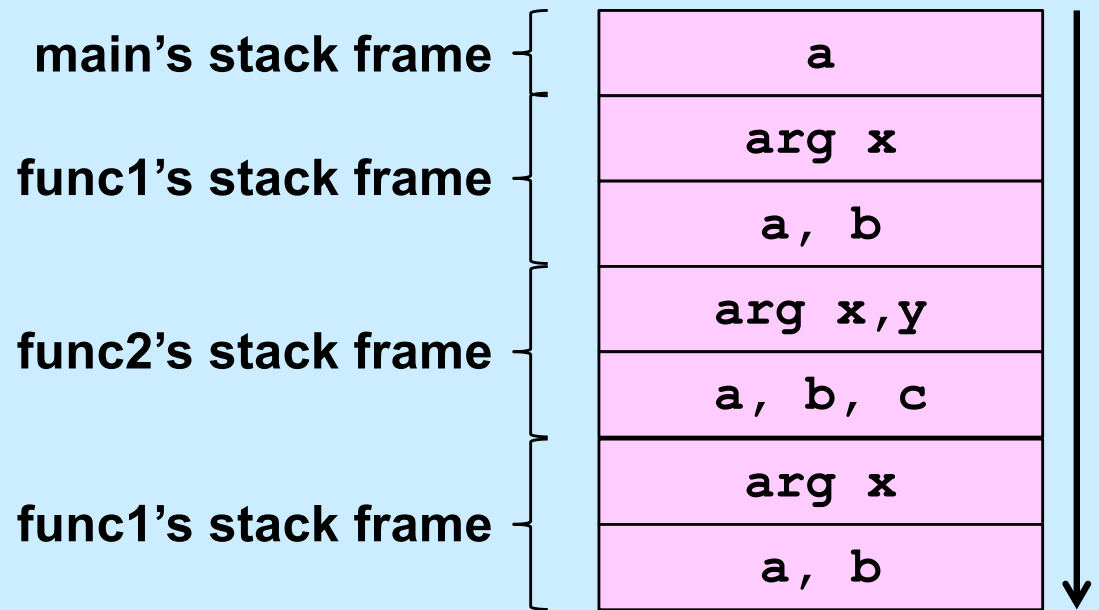 main’s stack frame
a
func1’s stack frame
arg x
a, b
func2’s stack frame
arg x,y
a, b, c
func1’s stack frame
arg x
a, b